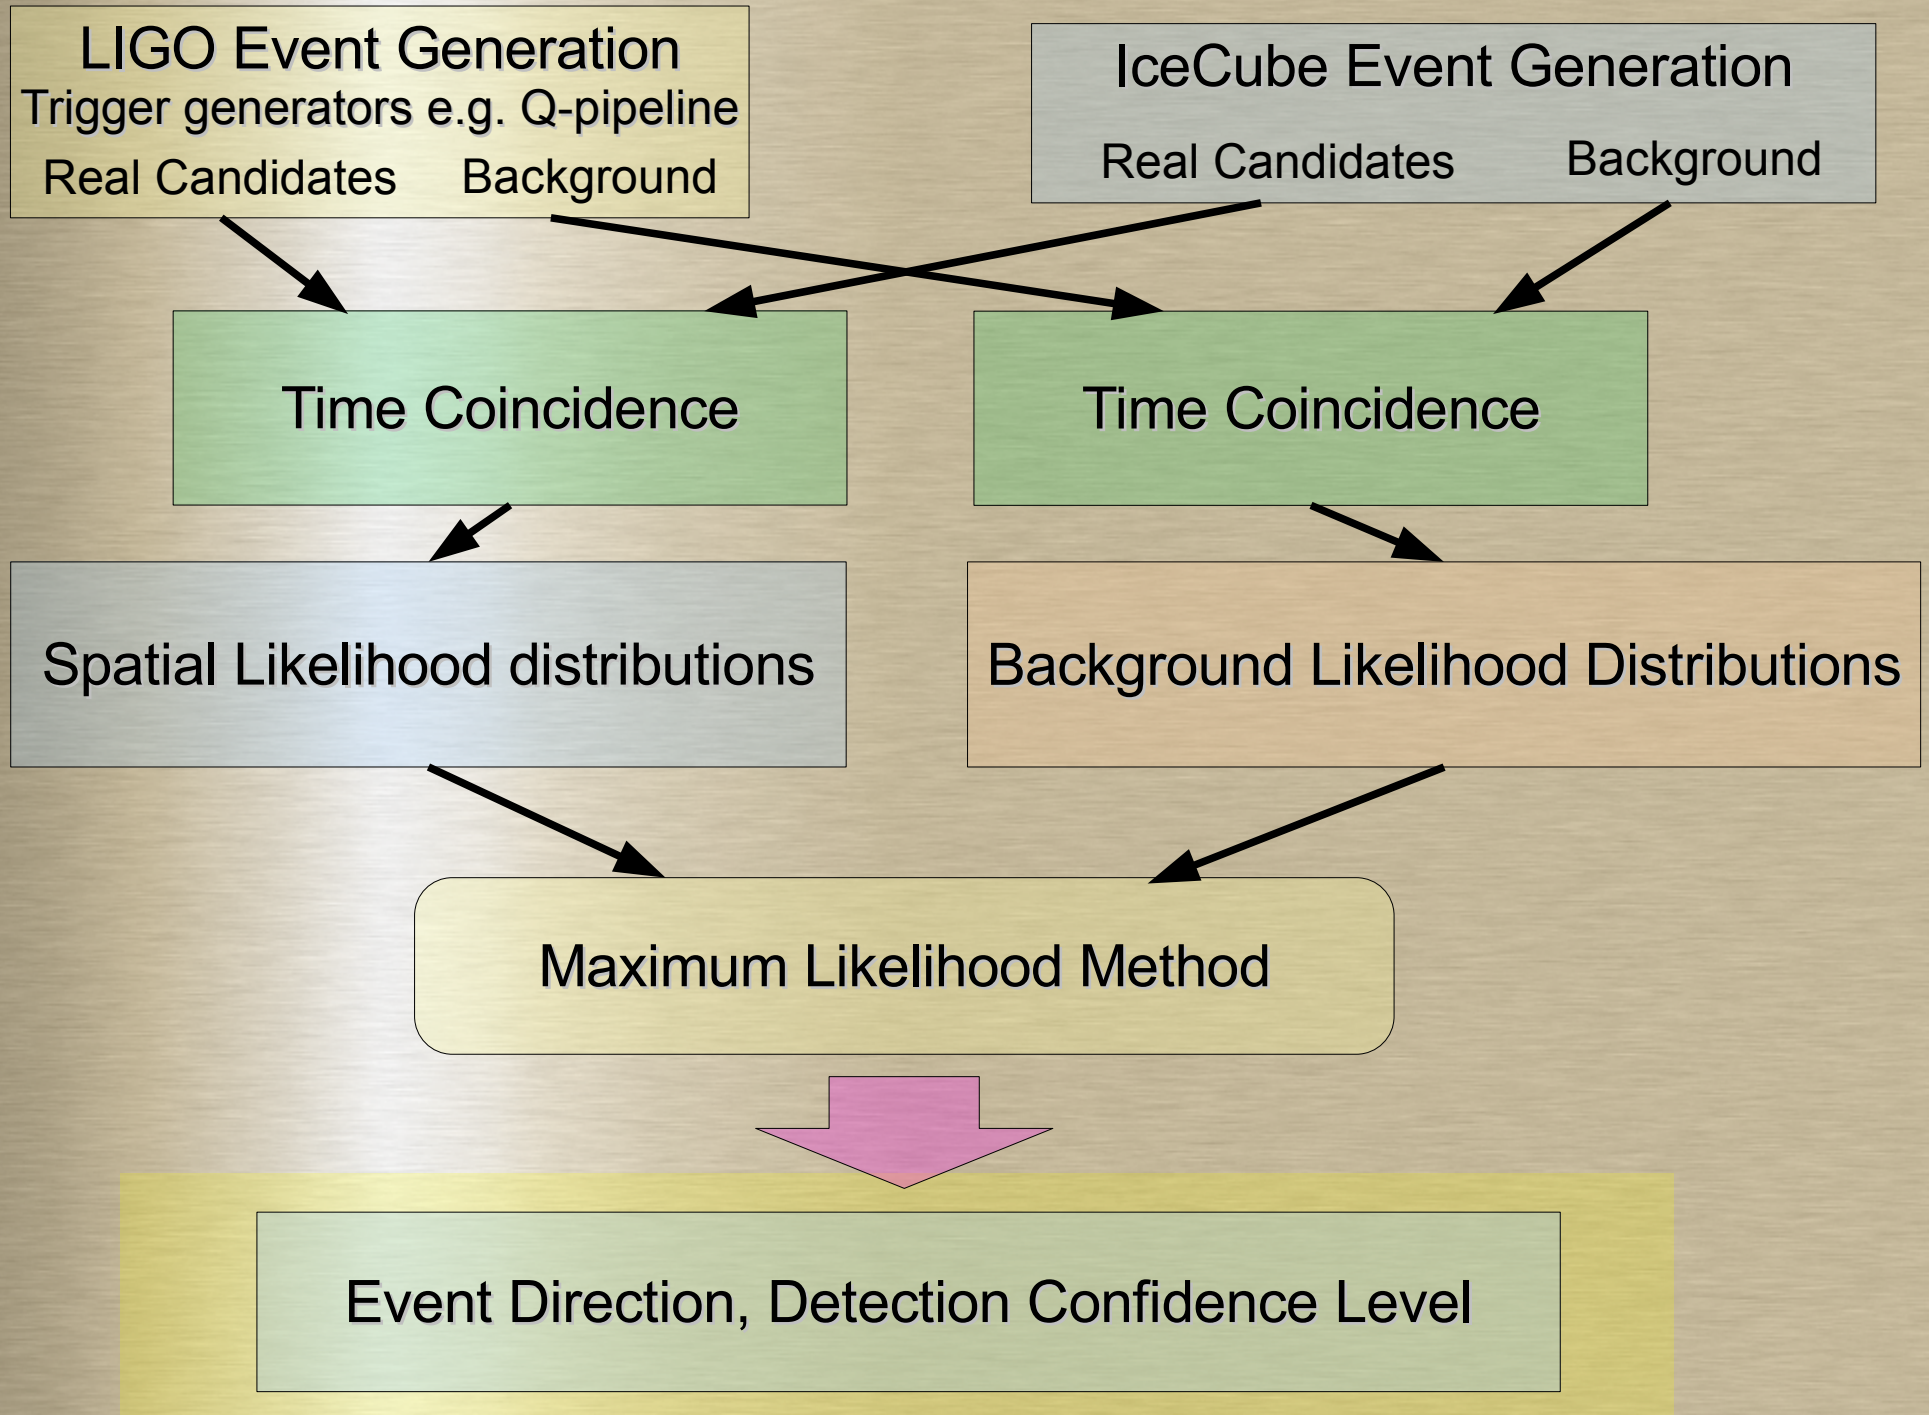 LIGO Event Generation
Trigger generators e.g. Q-pipeline
Real Candidates Background
IceCube Event Generation
Real Candidates Background
Time Coincidence
Time Coincidence
Spatial Likelihood distributions
Background Likelihood Distributions
Maximum Likelihood Method
Event Direction, Detection Confidence Level